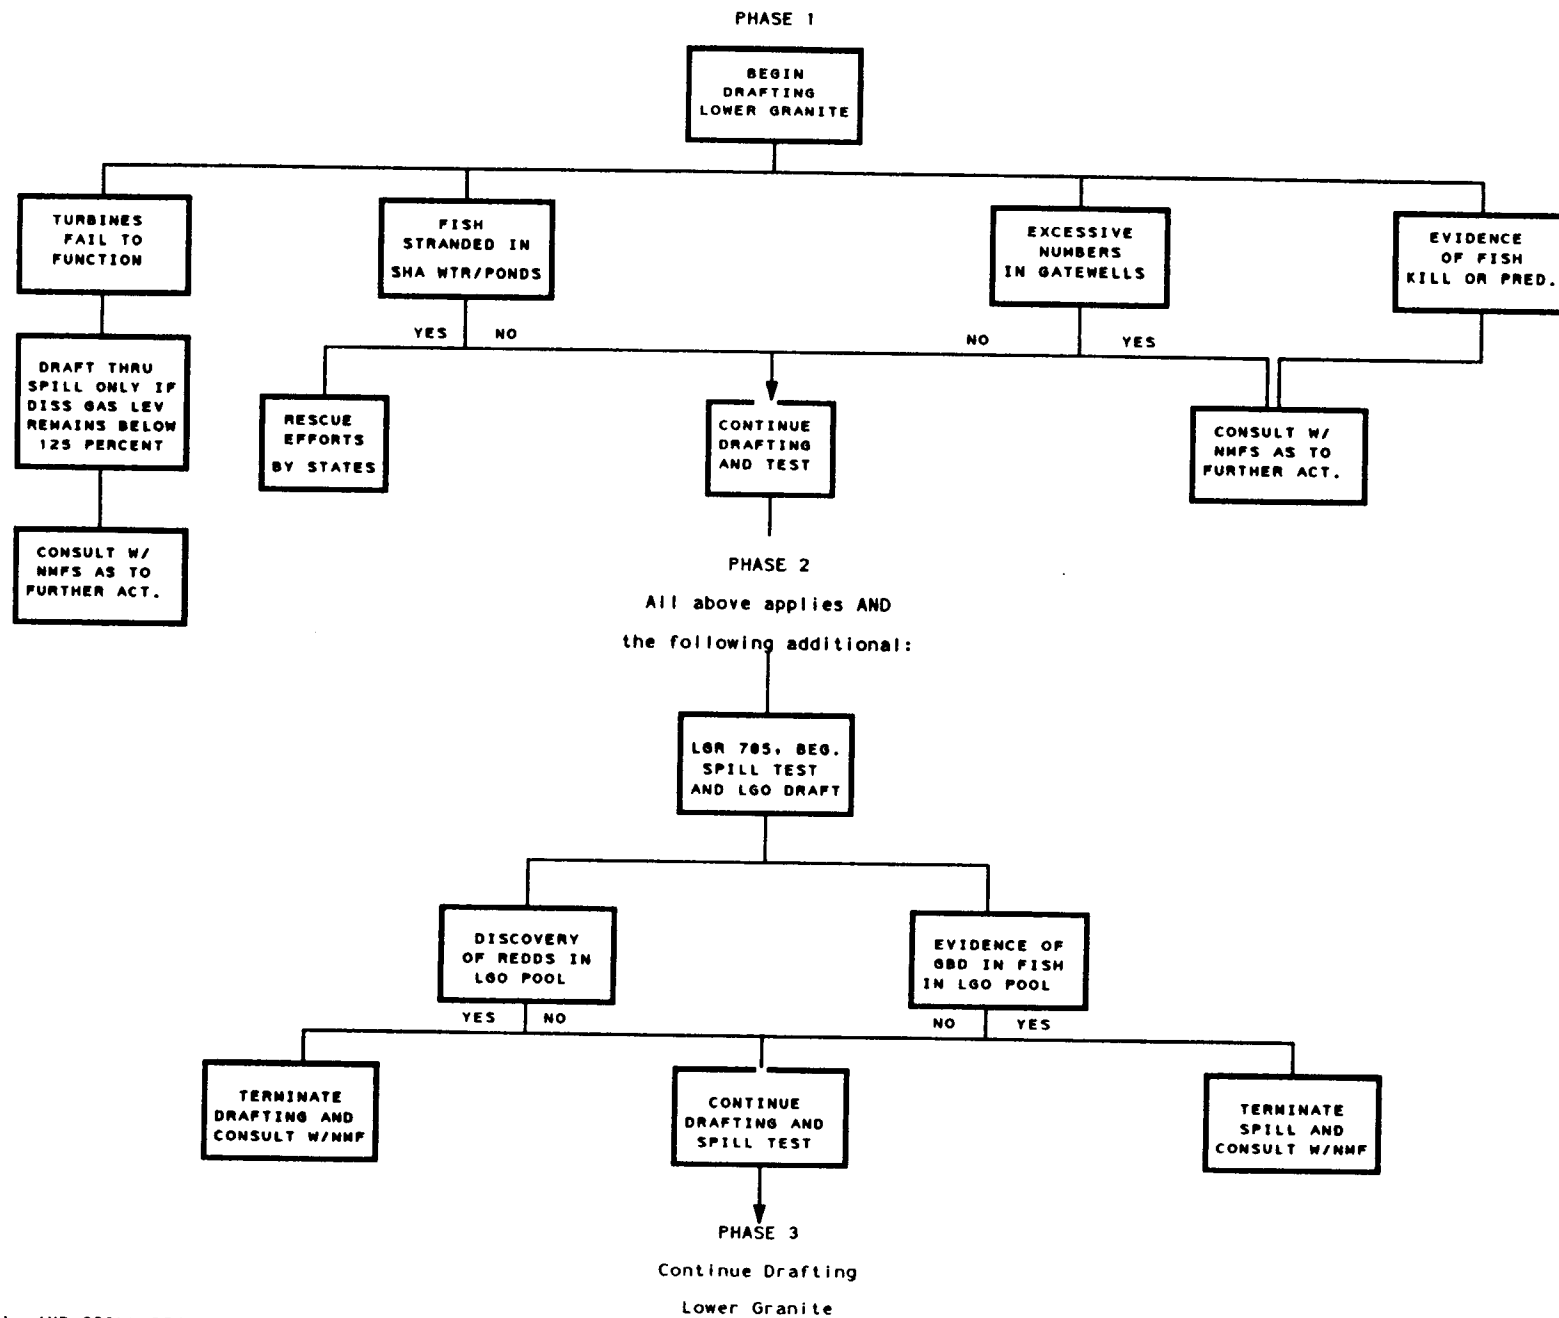 PHASE 1
BEGIN
DRAFTING
LOWER GRANITE
TURBINES
FAIL TO
FUNCTION
FISH
STRANDED IN
SHA WTR/PONDS
EXCESSIVE
NUMBERS
IN GATEWELLS
EVIDENCE
OF FISH
KILL OR PRED.
YES NO
NO YES
DRAFT THRU
SPILL ONLY IF
DISS GAS LEV
REMAINS BELOW
125 PERCENT
RESCUE
EFFORTS
BY STATES
CONTINUE
DRAFTING
AND TEST
CONSULT W/
NMFS AS TO
FURTHER ACT.
CONSULT W/
NMFS AS TO
FURTHER ACT.
PHASE 2
All above applies AND
the following additional:
LGR 705, BEG.
SPILL TEST
AND LGO DRAFT
DISCOVERY
OF REDDS IN
LGO POOL
EVIDENCE OF
GBD IN FISH
IN LGO POOL
YES NO
NO YES
TERMINATE
DRAFTING AND
CONSULT W/NMF
CONTINUE
DRAFTING AND
SPILL TEST
TERMINATE
SPILL AND
CONSULT W/NMF
PHASE 3
Continue Drafting
Lower Granite